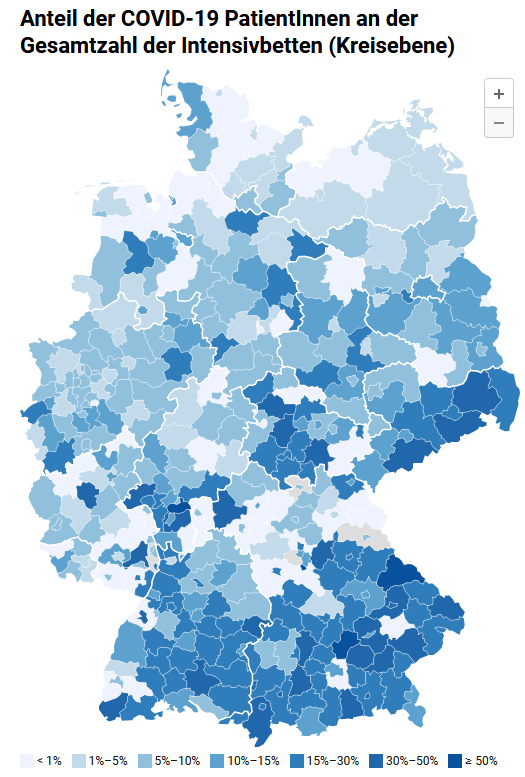 Anteil der COVID-19 PatientInnen an der
Gesamtzahl der Intensivbetten (Kreisebene)
+
−
< 1% 1%–5% 5%–10% 10%–15% 15%–30% 30%–50% ≥ 50%